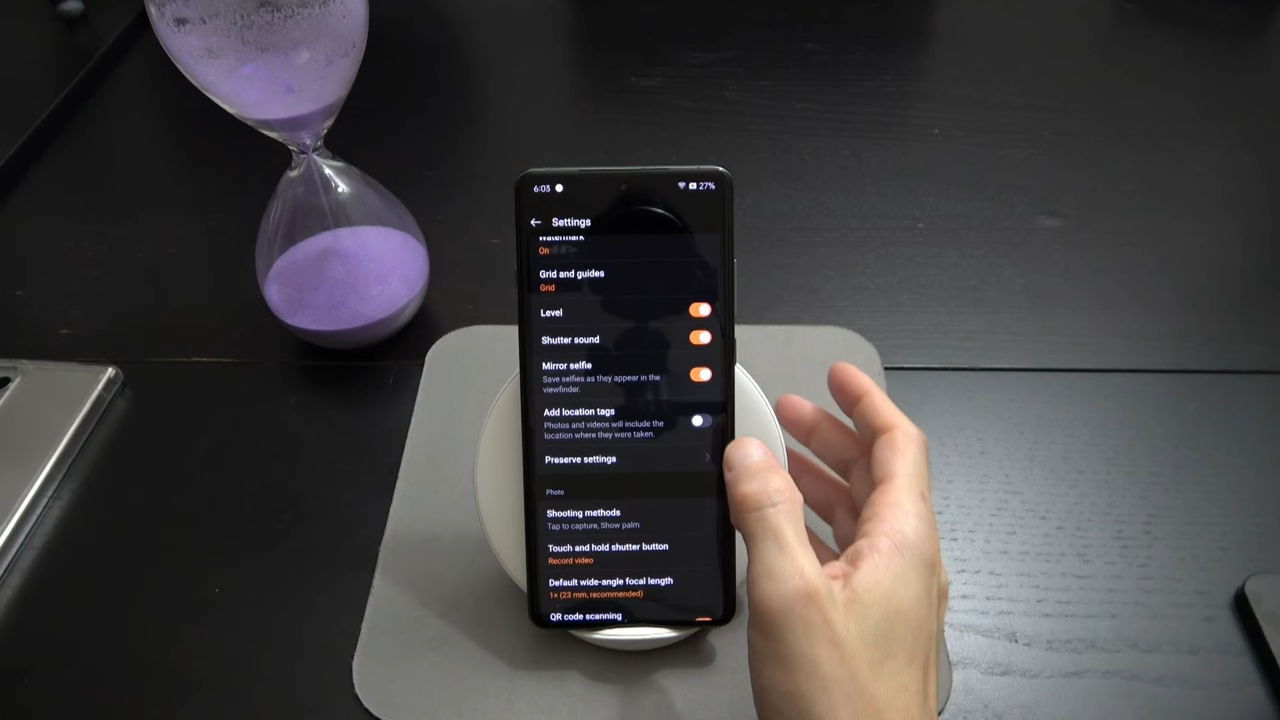 6:03
27%
Settings
Watermark
On
Grid and guides
Grid
Level
Shutter sound
Mirror selfie
Save selfies as they appear in the
viewfinder.
Add location tags
Photos and videos will include the
location where they were taken.
Preserve settings
Photo
Shooting methods
Tap to capture, Show palm
Touch and hold shutter button
Record video
Default wide-angle focal length
1× (23 mm, recommended)
QR code scanning